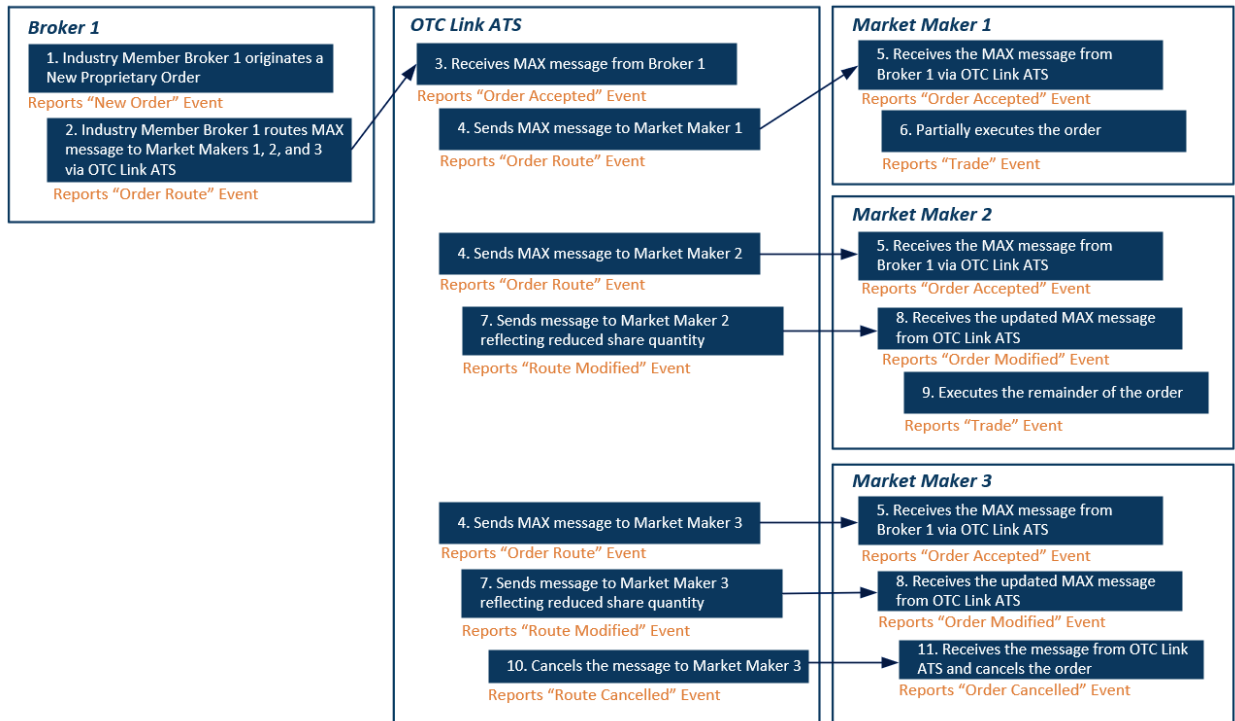 Broker 1
1. Industry Member Broker 1 originates a
New Proprietary Order
Reports “New Order” Event
2. Industry Member Broker 1 routes MAX
message to Market Makers 1, 2, and 3
via OTC Link ATS
Reports “Order Route” Event
OTC Link ATS
3. Receives MAX message from Broker 1
Reports “Order Accepted” Event
4. Sends MAX message to Market Maker 1
Reports “Order Route” Event
4. Sends MAX message to Market Maker 2
Reports “Order Route” Event
7. Sends message to Market Maker 2
reflecting reduced share quantity
Reports “Route Modified” Event
4. Sends MAX message to Market Maker 3
Reports “Order Route” Event
7. Sends message to Market Maker 3
reflecting reduced share quantity
Reports “Route Modified” Event
10. Cancels the message to Market Maker 3
Reports “Route Cancelled” Event
Market Maker 1
5. Receives the MAX message from
Broker 1 via OTC Link ATS
Reports “Order Accepted” Event
6. Partially executes the order
Reports “Trade” Event
Market Maker 2
5. Receives the MAX message from
Broker 1 via OTC Link ATS
Reports “Order Accepted” Event
8. Receives the updated MAX message
from OTC Link ATS
Reports “Order Modified” Event
9. Executes the remainder of the order
Reports “Trade” Event
Market Maker 3
5. Receives the MAX message from
Broker 1 via OTC Link ATS
Reports “Order Accepted” Event
8. Receives the updated MAX message
from OTC Link ATS
Reports “Order Modified” Event
11. Receives the message from OTC Link
ATS and cancels the order
Reports “Order Cancelled” Event